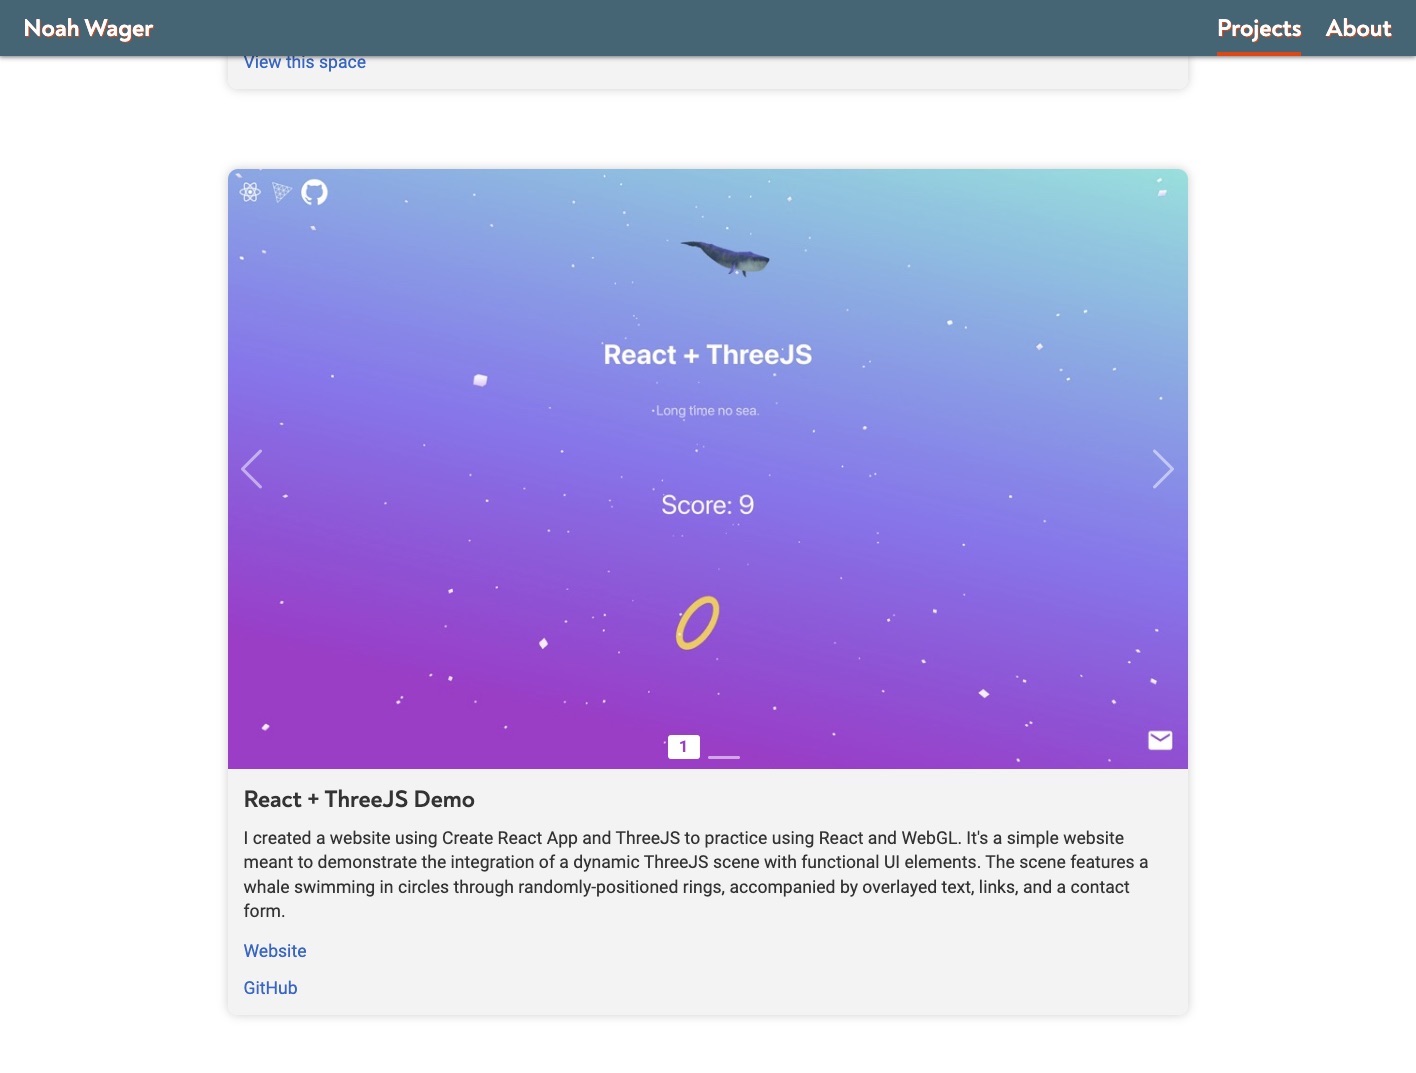 Noah Wager
Projects
About
View this space
React + ThreeJS
Long time no sea.
Score: 9
1
React + ThreeJS Demo
I created a website using Create React App and ThreeJS to practice using React and WebGL. It's a simple website
meant to demonstrate the integration of a dynamic ThreeJS scene with functional UI elements. The scene features a
whale swimming in circles through randomly-positioned rings, accompanied by overlayed text, links, and a contact
form.
Website
GitHub